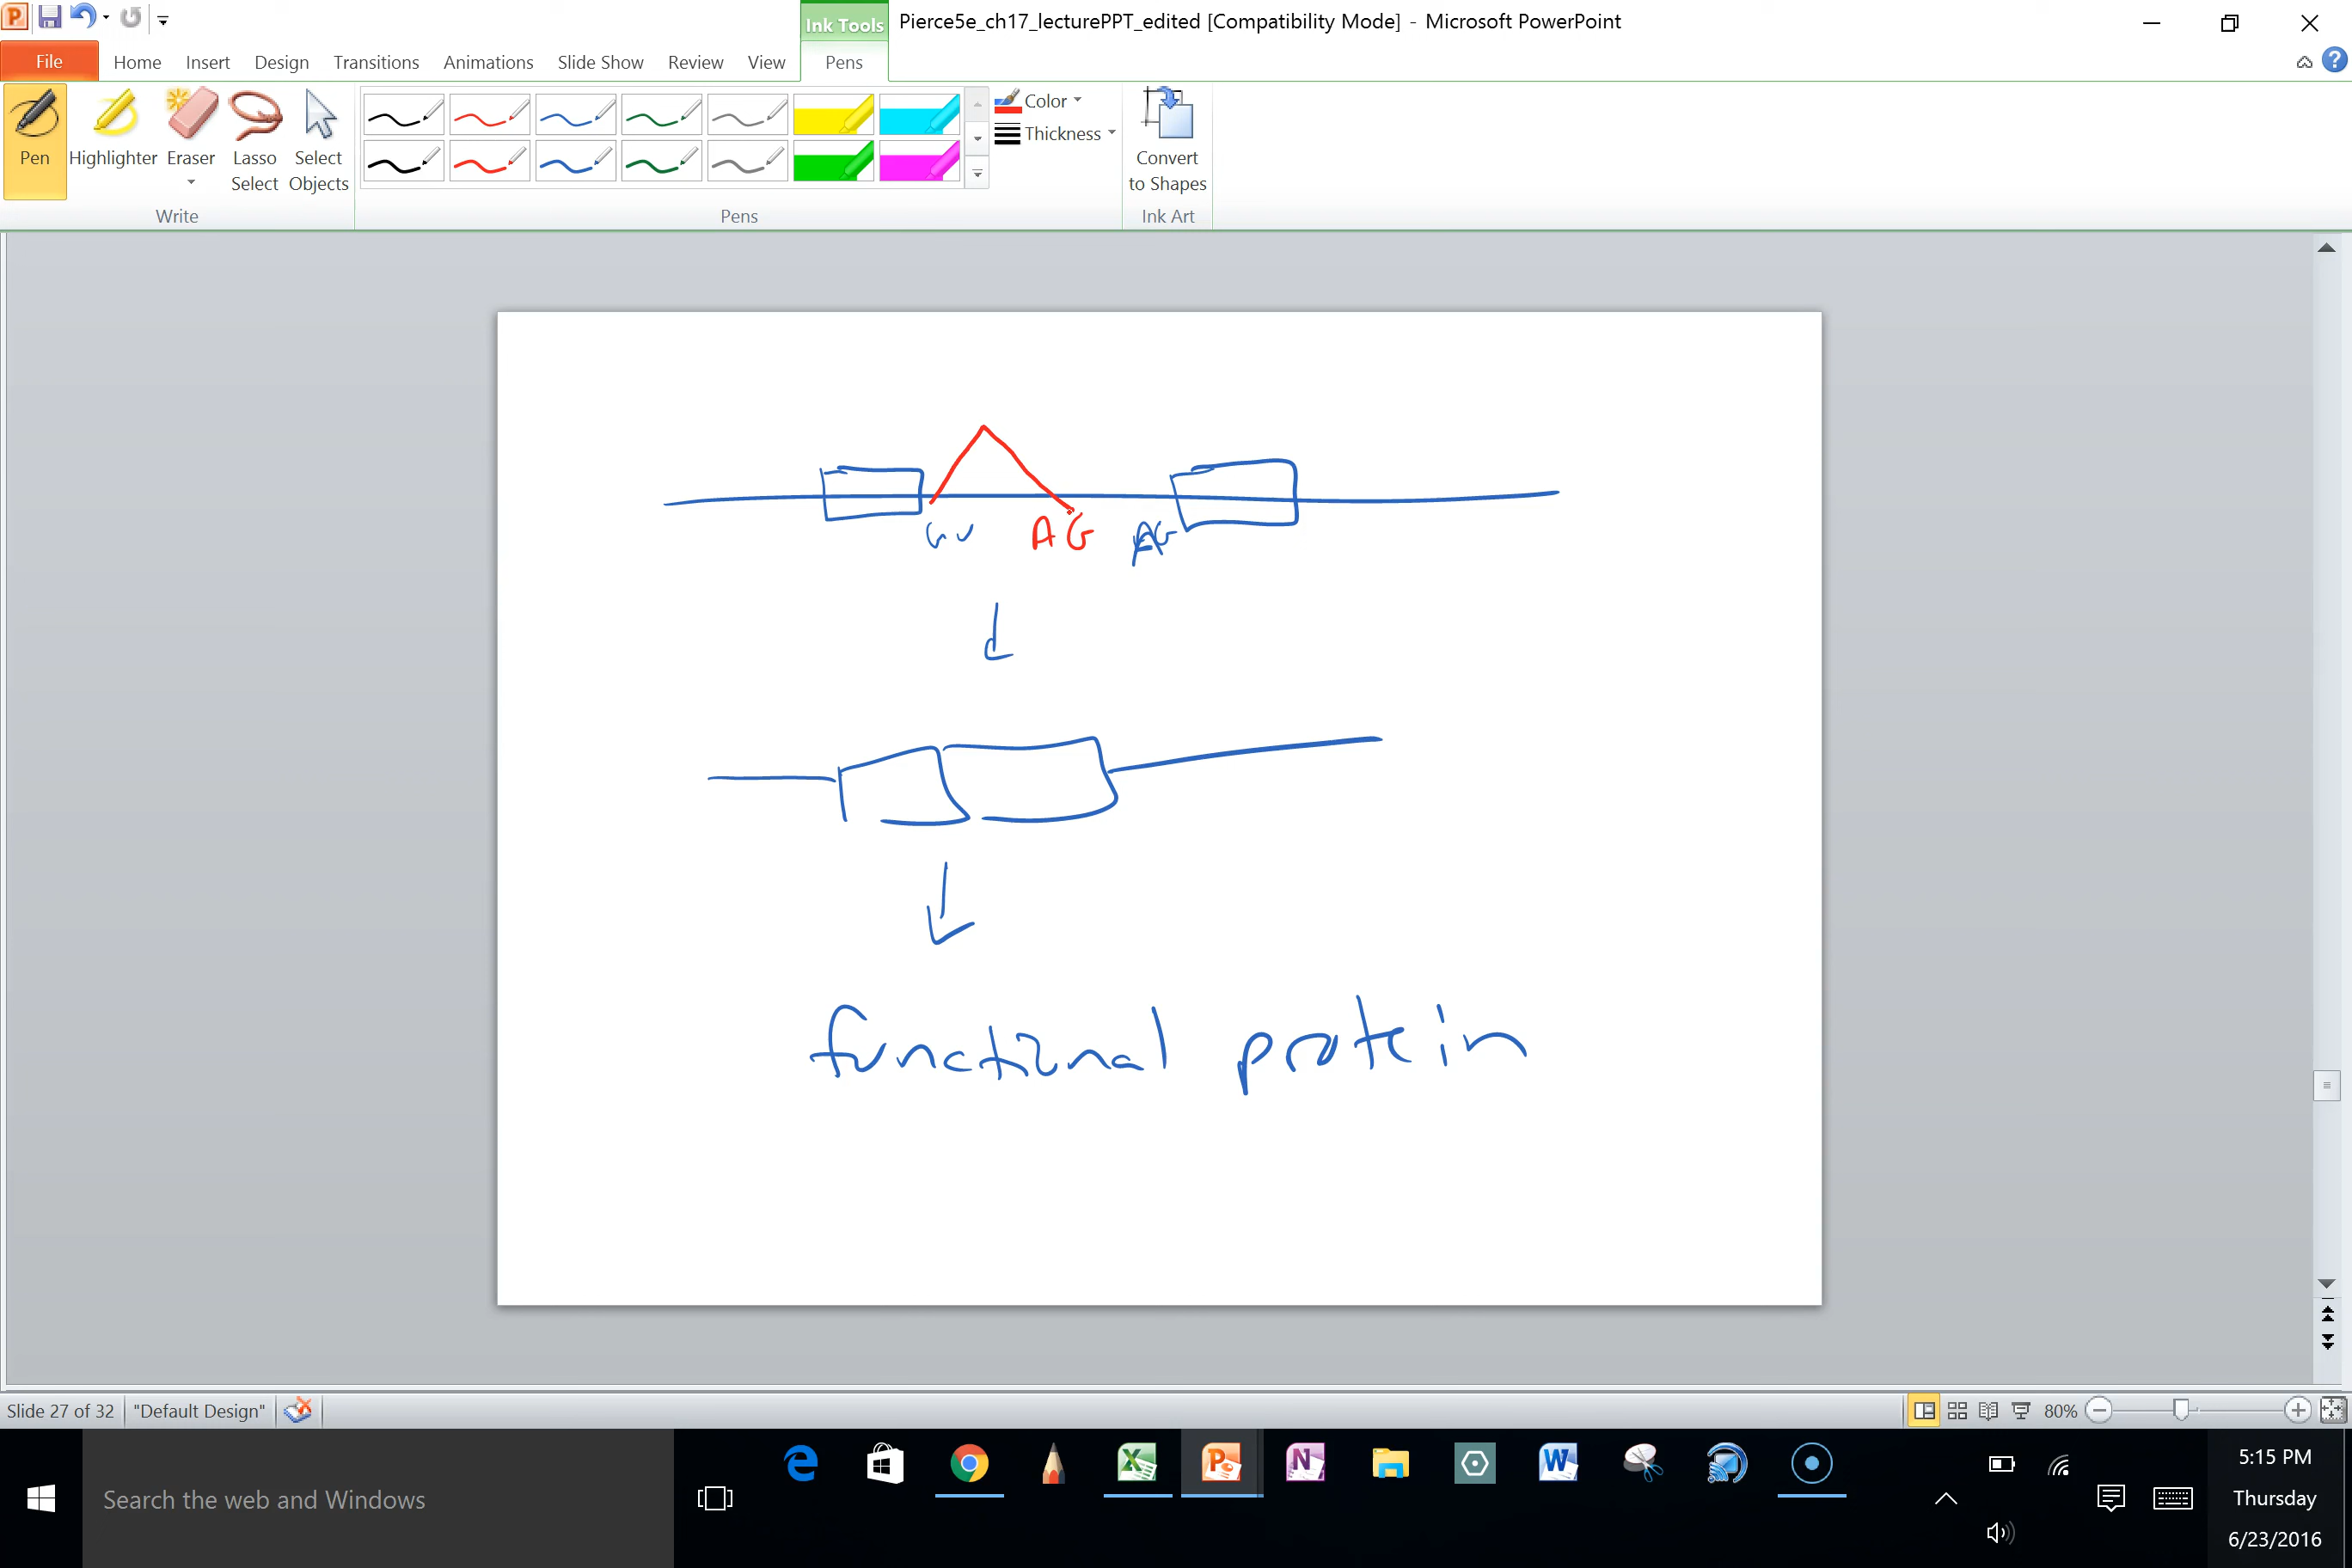 Ink Tools
Pierce5e_ch17_lecturePPT_edited [Compatibility Mode] - Microsoft PowerPoint
File Home Insert Design Transitions Animations Slide Show Review View Pens
Pen Highlighter Eraser Lasso Select Select Objects
Color
Thickness
Convert to Shapes
Write Pens Ink Art
GU AG AG
functional protein
Slide 27 of 32 "Default Design" 80%
Search the web and Windows
5:15 PM
Thursday
6/23/2016